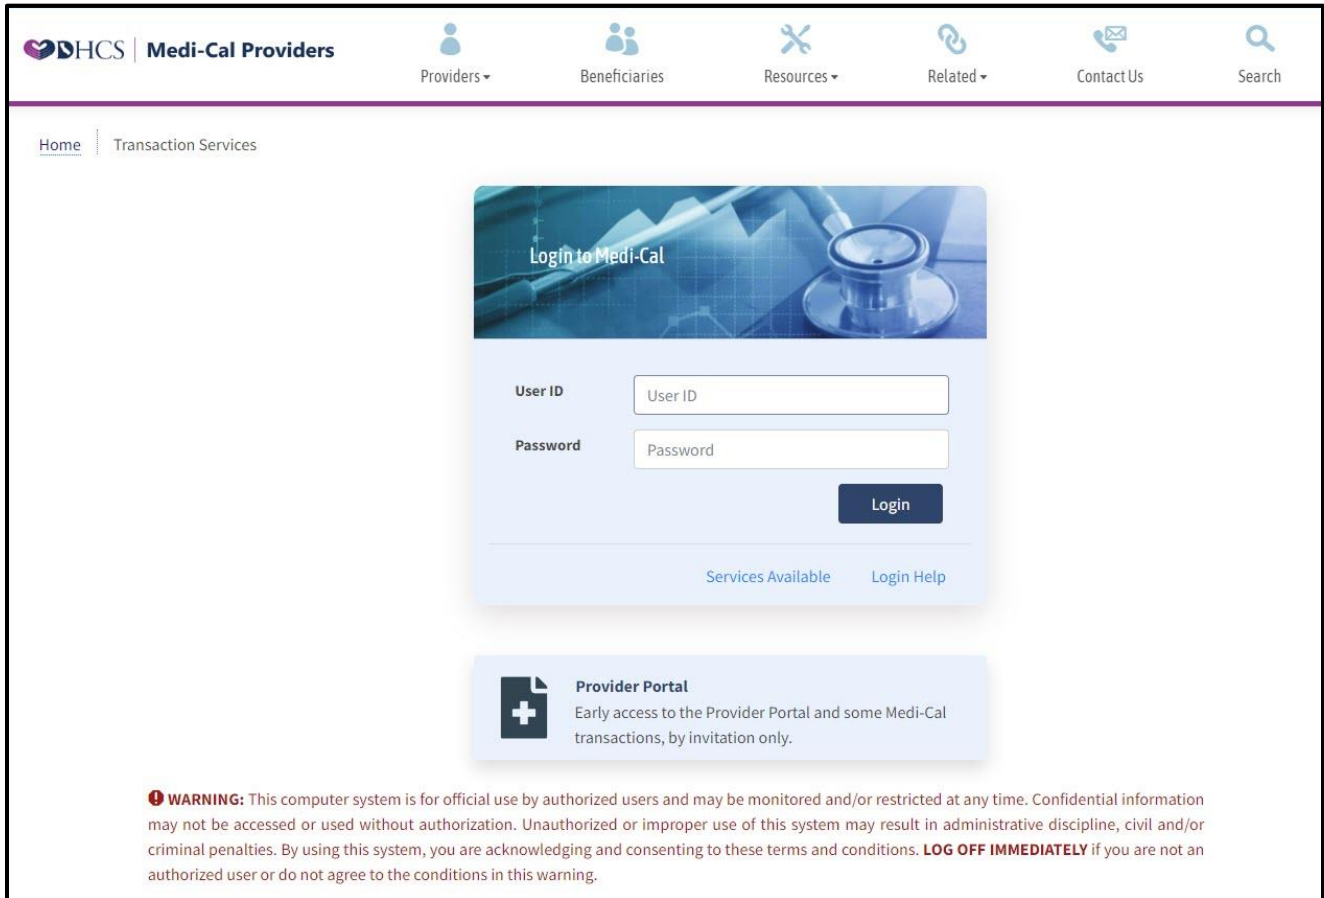 DHCS | Medi-Cal Providers
Providers
Beneficiaries
Resources
Related
Contact Us
Search
Home
Transaction Services
Login to Medi-Cal
User ID
User ID
Password
Password
Login
Services Available
Login Help
Provider Portal
Early access to the Provider Portal and some Medi-Cal
transactions, by invitation only.
WARNING: This computer system is for official use by authorized users and may be monitored and/or restricted at any time. Confidential information
may not be accessed or used without authorization. Unauthorized or improper use of this system may result in administrative discipline, civil and/or
criminal penalties. By using this system, you are acknowledging and consenting to these terms and conditions. LOG OFF IMMEDIATELY if you are not an
authorized user or do not agree to the conditions in this warning.